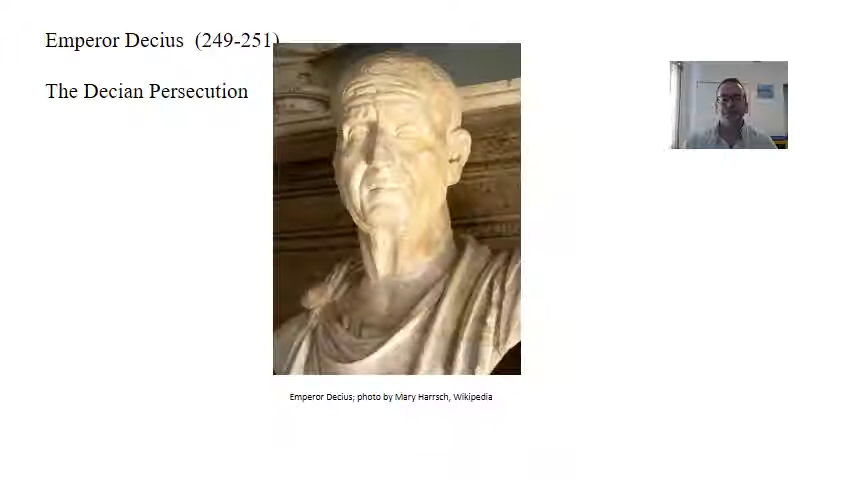 Emperor Decius (249-251)
The Decian Persecution
Emperor Decius; photo by Mary Harrsch, Wikipedia